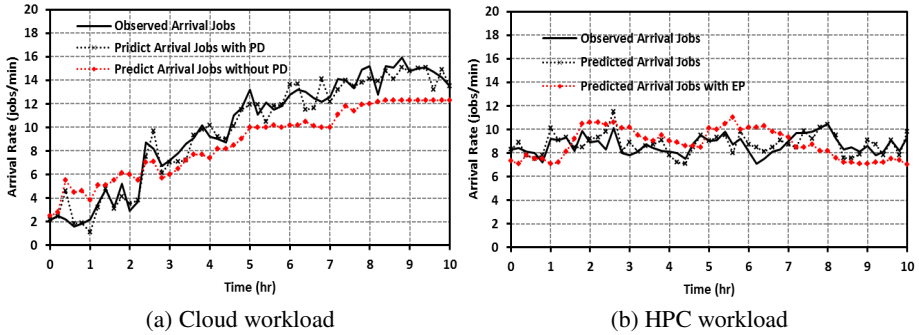 20
18
16
14
12
10
8
6
4
2
0
Arrival Rate (jobs/min)
Observed Arrival Jobs
Pridict Arrival Jobs with PD
Predict Arrival Jobs without PD
0 1 2 3 4 5 6 7 8 9 10
Time (hr)
(a) Cloud workload
20
18
16
14
12
10
8
6
4
2
0
Arrival Rate (jobs/min)
Observed Arrival Jobs
Predicted Arrival Jobs
Predicted Arrival Jobs with EP
0 1 2 3 4 5 6 7 8 9 10
Time (hr)
(b) HPC workload